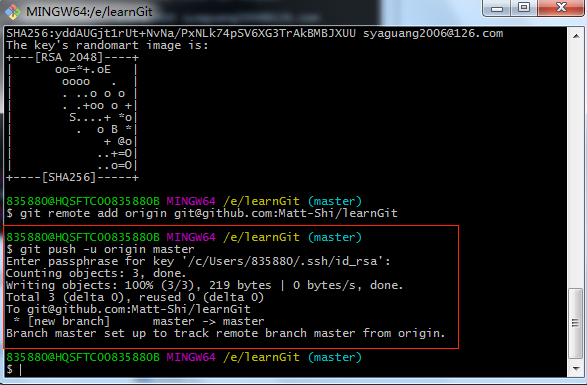 MINGW64:/e/learnGit
SHA256:yddAUGjt1rUt+NvNa/PxNLk74pSV6XG3TrAkBMBJXUU syaguang2006@126.com
The key's randomart image is:
+---[RSA 2048]----+
|      oo=*+.oE   |
|       oooo   .  |
|       . ..o o o |
|       . .+oo o +|
|        S....+ *o|
|         .  o B *|
|             + @o|
|            ..+=O|
|            ..o=O|
+----[SHA256]-----+
835880@HQSFTCO0835880B MINGW64 /e/learnGit (master)
$ git remote add origin git@github.com:Matt-Shi/learnGit
835880@HQSFTCO0835880B MINGW64 /e/learnGit (master)
$ git push -u origin master
Enter passphrase for key '/c/Users/835880/.ssh/id_rsa':
Counting objects: 3, done.
Writing objects: 100% (3/3), 219 bytes | 0 bytes/s, done.
Total 3 (delta 0), reused 0 (delta 0)
To git@github.com:Matt-Shi/learnGit
 * [new branch]      master -> master
Branch master set up to track remote branch master from origin.
835880@HQSFTCO0835880B MINGW64 /e/learnGit (master)
$